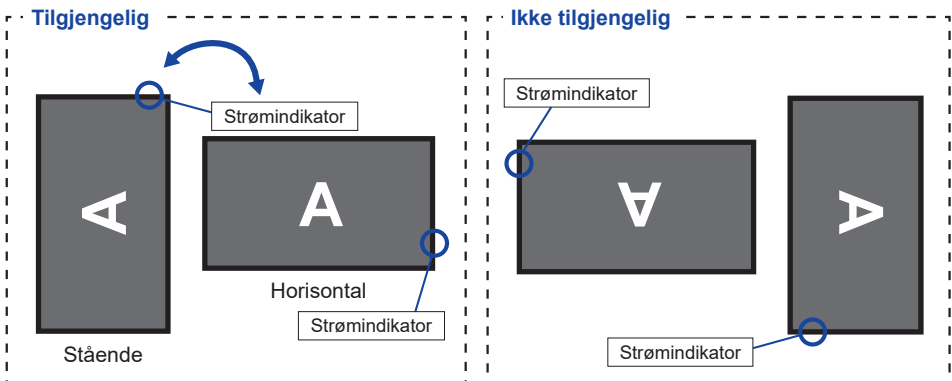 Tilgjengelig
Strømindikator
A
A
Horisontal
Strømindikator
Stående
Ikke tilgjengelig
Strømindikator
A
A
Strømindikator